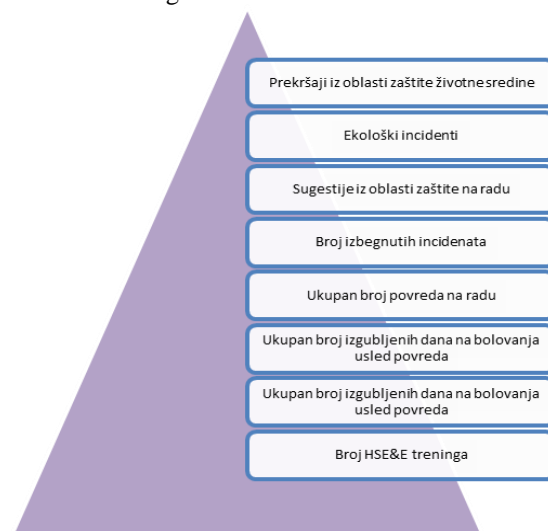 Prekršaji iz oblasti zaštite životne sredine
Ekološki incidenti
Sugestije iz oblasti zaštite na radu
Broj izbegnutih incidenata
Ukupan broj povreda na radu
Ukupan broj izgubljenih dana na bolovanja
usled povreda
Ukupan broj izgubljenih dana na bolovanja
usled povreda
Broj HSE&E treninga